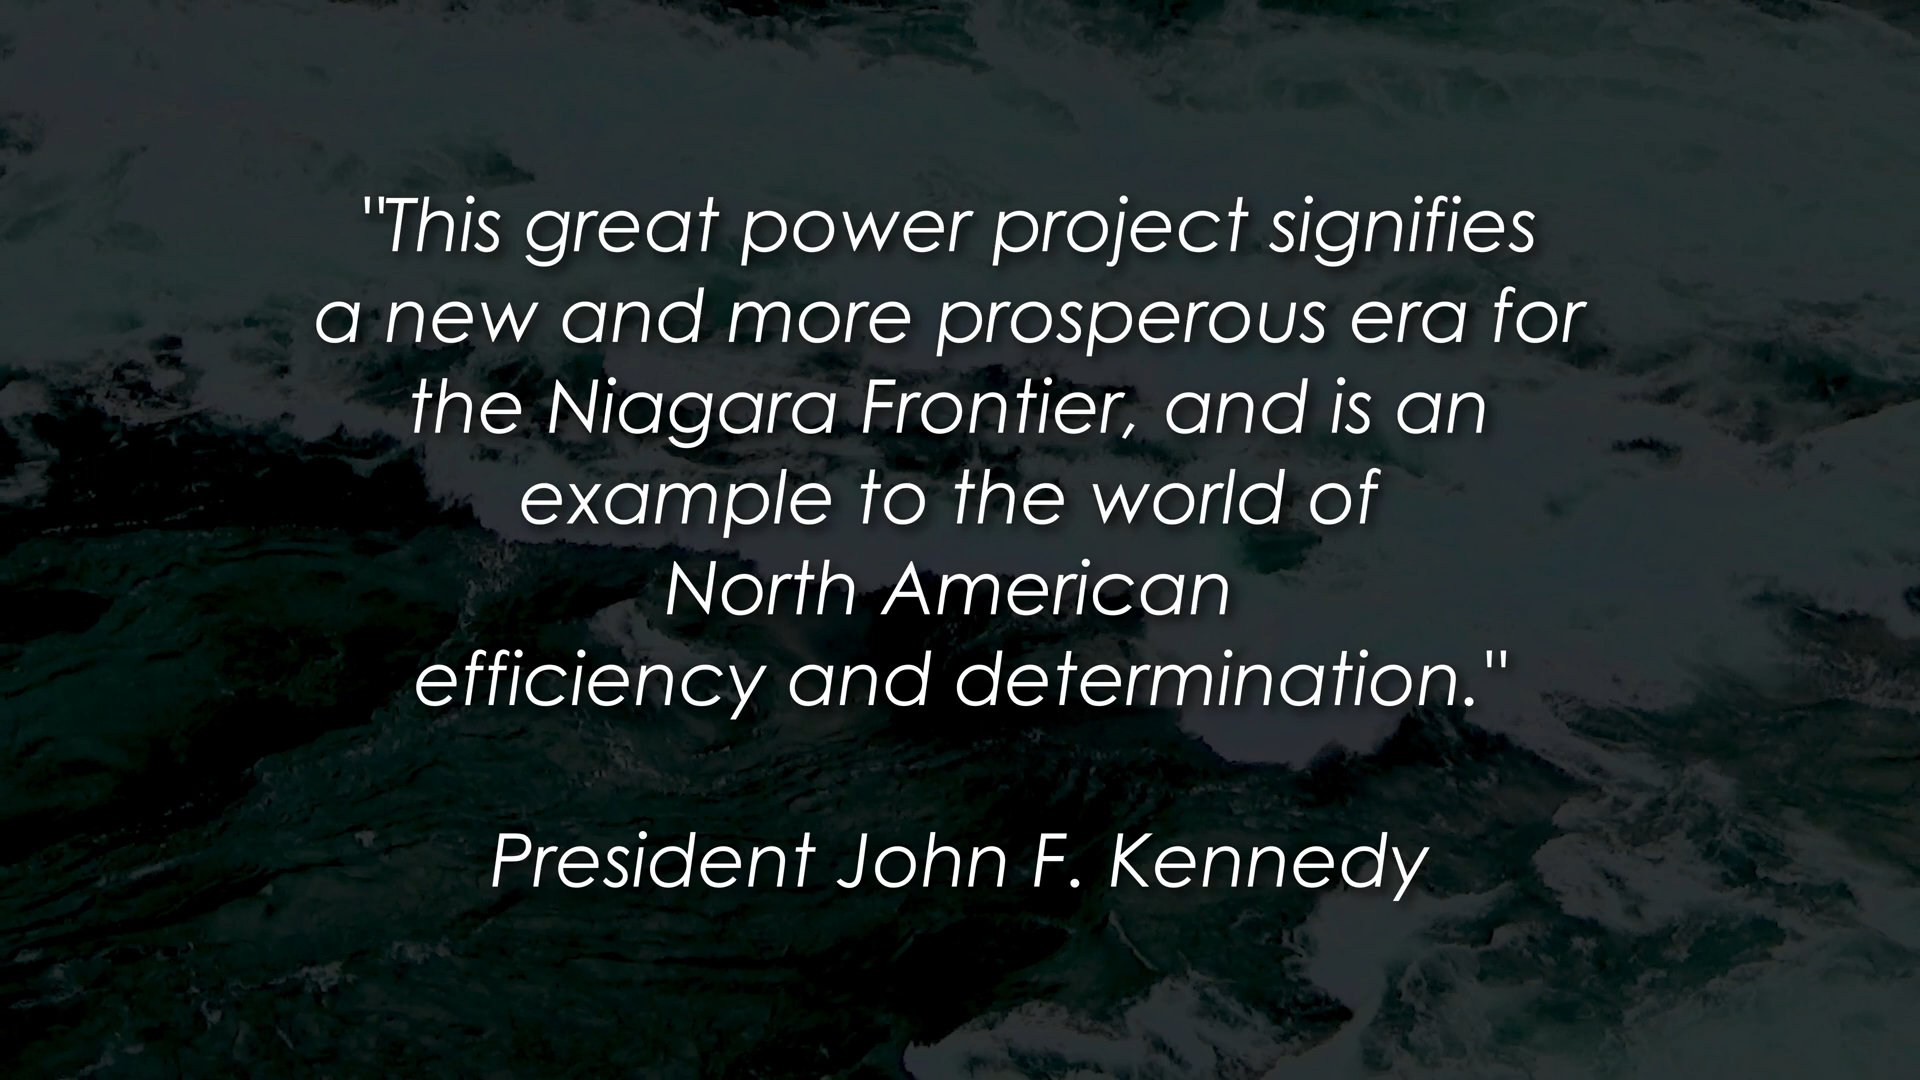 "This great power project signifies
a new and more prosperous era for
the Niagara Frontier, and is an
example to the world of
North American
efficiency and determination."
President John F. Kennedy